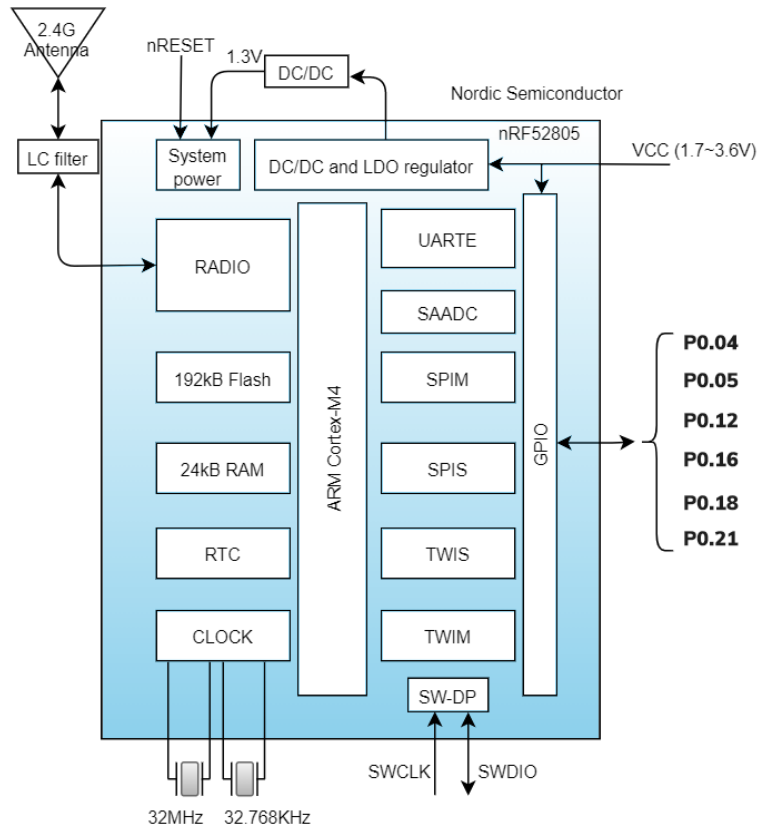 2.4G
Antenna
nRESET
1.3V
DC/DC
Nordic Semiconductor
nRF52805
LC filter
System
power
DC/DC and LDO regulator
VCC (1.7~3.6V)
RADIO
UARTE
SAADC
192kB Flash
SPIM
24kB RAM
SPIS
RTC
TWIS
CLOCK
TWIM
ARM Cortex-M4
GPIO
P0.04
P0.05
P0.12
P0.16
P0.18
P0.21
SW-DP
SWCLK
SWDIO
32MHz
32.768KHz